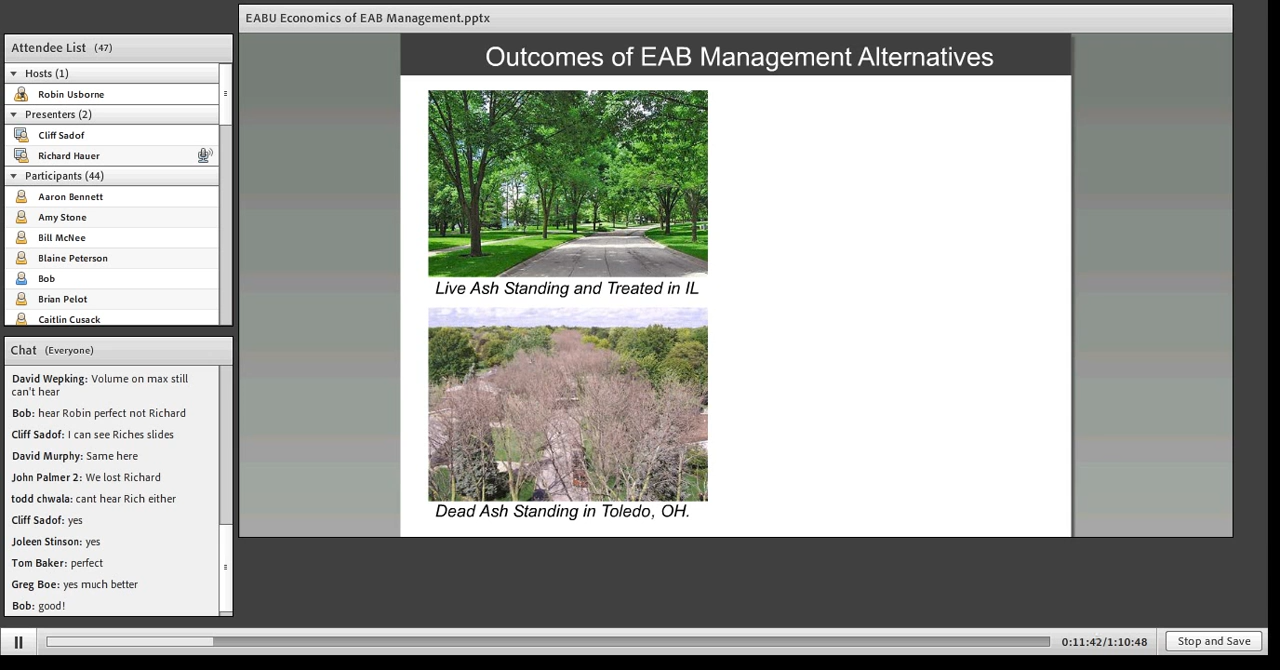 EABU Economics of EAB Management.pptx
Attendee List (47)
Hosts (1)
Robin Usborne
Presenters (2)
Cliff Sadof
Richard Hauer
Participants (44)
Aaron Bennett
Amy Stone
Bill McNee
Blaine Peterson
Bob
Brian Pelot
Caitlin Cusack
Chat (Everyone)
David Wepking: Volume on max still
can't hear
Bob: hear Robin perfect not Richard
Cliff Sadof: I can see Riches slides
David Murphy: Same here
John Palmer 2: We lost Richard
todd chwala: cant hear Rich either
Cliff Sadof: yes
Joleen Stinson: yes
Tom Baker: perfect
Greg Boe: yes much better
Bob: good!
Outcomes of EAB Management Alternatives
Live Ash Standing and Treated in IL
Dead Ash Standing in Toledo, OH.
0:11:42/1:10:48
Stop and Save